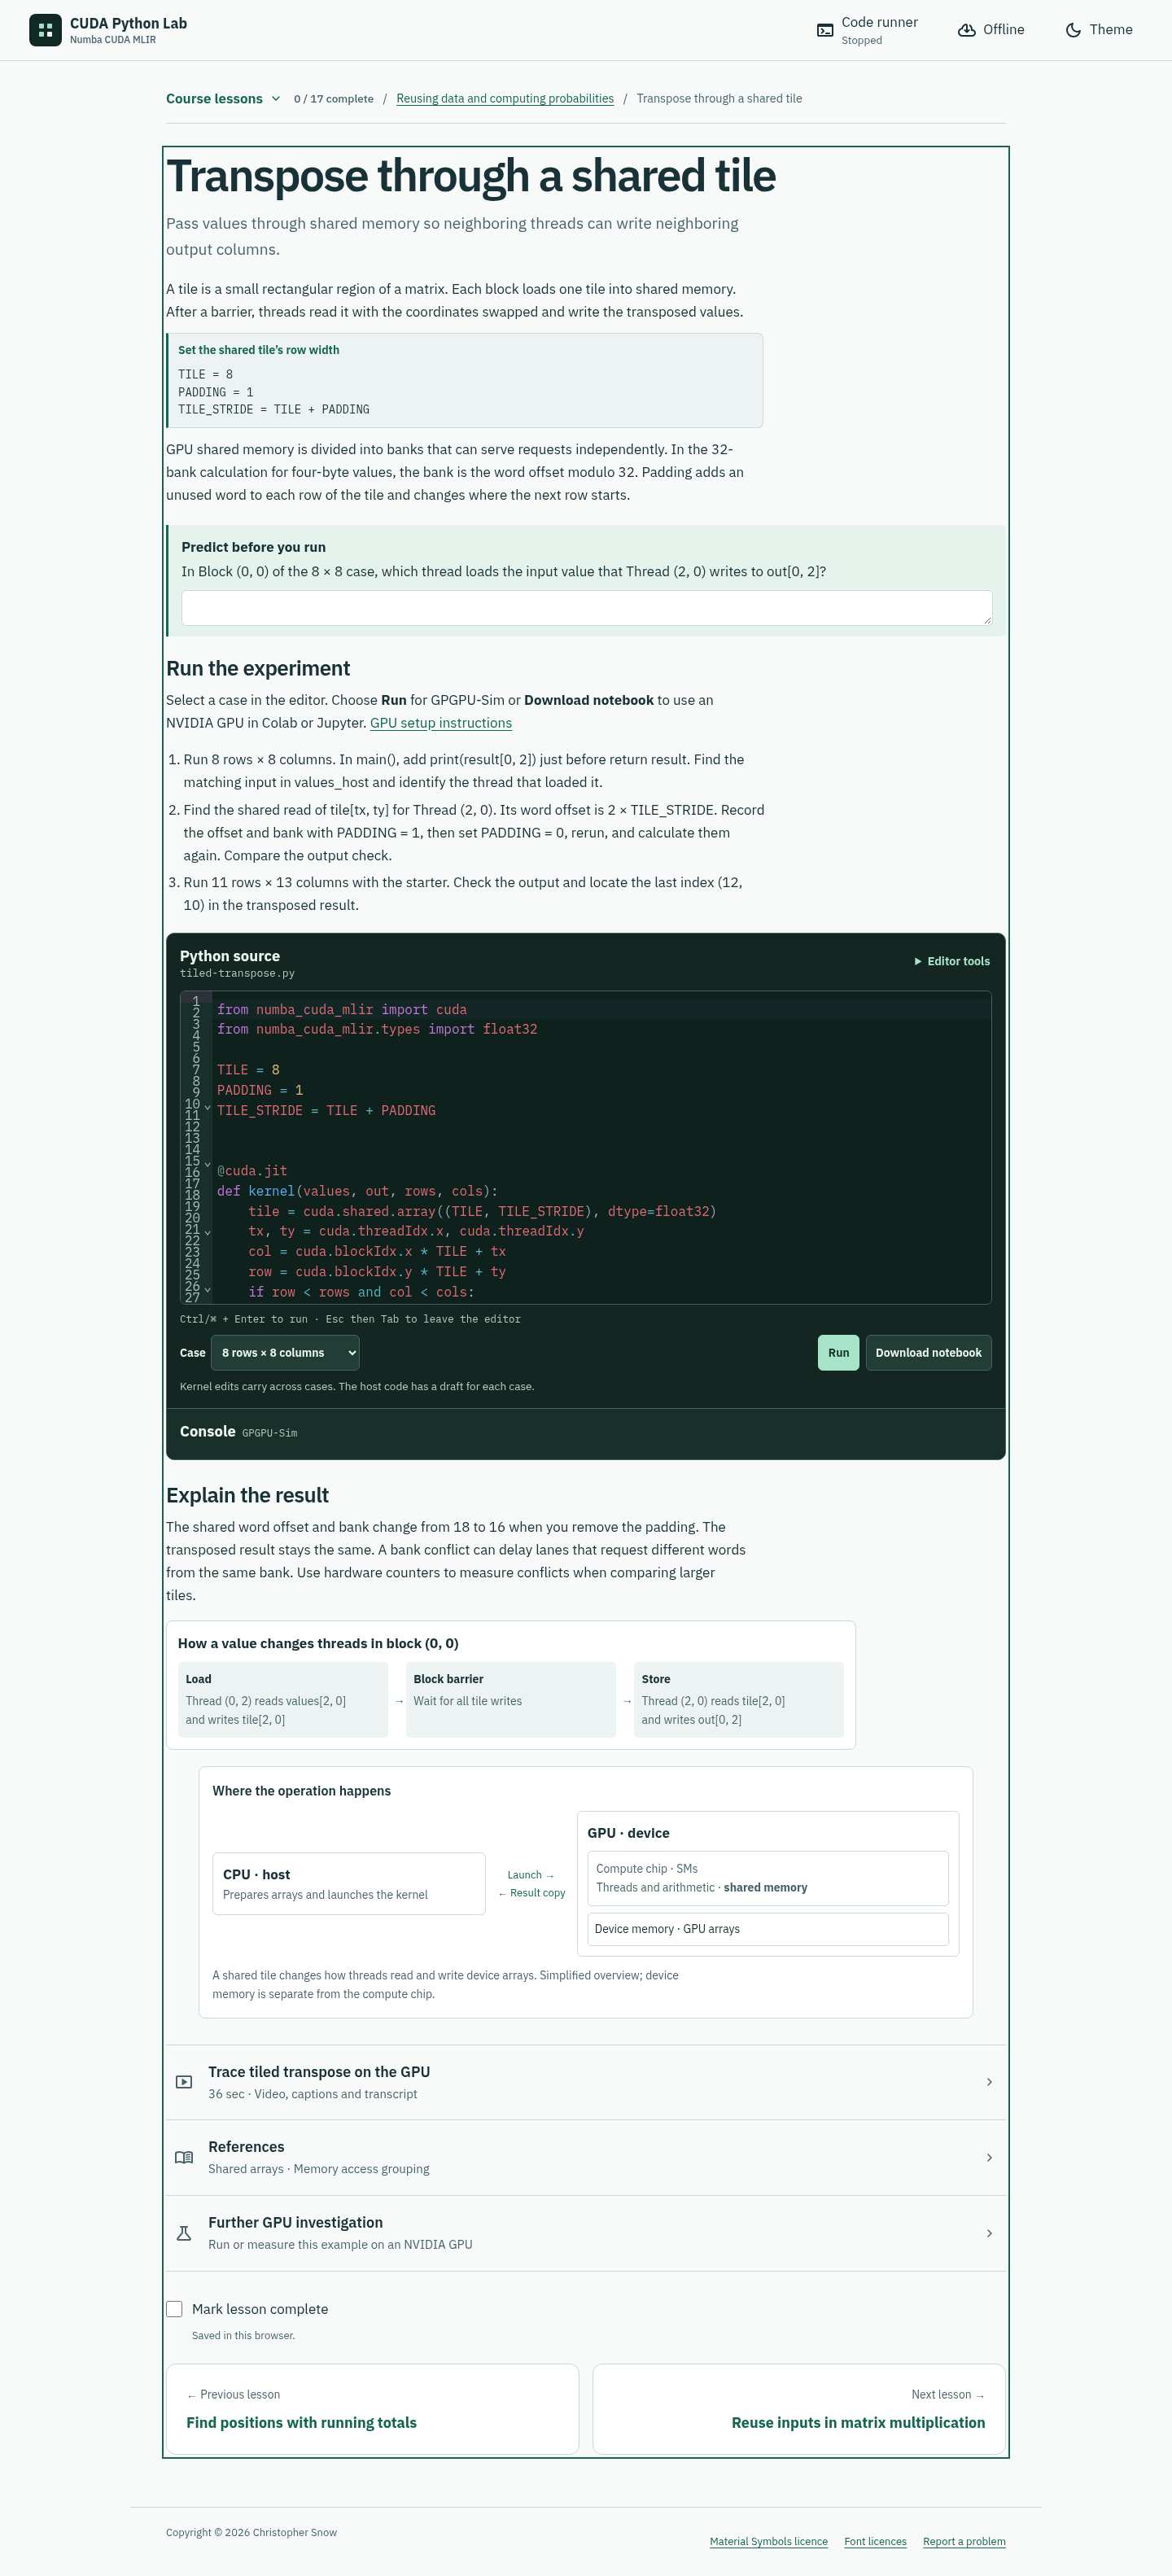 CUDA Python Lab
Numba CUDA MLIR
Code runner
Stopped
Offline
Theme
Course lessons
0 / 17 complete / Reusing data and computing probabilities / Transpose through a shared tile
Transpose through a shared tile
Pass values through shared memory so neighboring threads can write neighboring
output columns.
A tile is a small rectangular region of a matrix. Each block loads one tile into shared memory.
After a barrier, threads read it with the coordinates swapped and write the transposed values.
Set the shared tile's row width
TILE = 8
PADDING = 1
TILE_STRIDE = TILE + PADDING
GPU shared memory is divided into banks that can serve requests independently. In the 32-
bank calculation for four-byte values, the bank is the word offset modulo 32. Padding adds an
unused word to each row of the tile and changes where the next row starts.
Predict before you run
In Block (0, 0) of the 8 × 8 case, which thread loads the input value that Thread (2, 0) writes to out[0, 2]?
Run the experiment
Select a case in the editor. Choose Run for GPGPU-Sim or Download notebook to use an
NVIDIA GPU in Colab or Jupyter. GPU setup instructions
1. Run 8 rows × 8 columns. In main(), add print(result[0, 2]) just before return result. Find the
matching input in values_host and identify the thread that loaded it.
2. Find the shared read of tile[tx, ty] for Thread (2, 0). Its word offset is 2 × TILE_STRIDE. Record
the offset and bank with PADDING = 1, then set PADDING = 0, rerun, and calculate them
again. Compare the output check.
3. Run 11 rows × 13 columns with the starter. Check the output and locate the last index (12,
10) in the transposed result.
Python source
tiled-transpose.py
▶ Editor tools
1
2
3
4
5
6
7
8
9
10
11
12
13
14
15
16
17
18
19
20
21
22
23
24
25
26
27
from numba_cuda_mlir import cuda
from numba_cuda_mlir.types import float32
TILE = 8
PADDING = 1
TILE_STRIDE = TILE + PADDING
@cuda.jit
def kernel(values, out, rows, cols):
    tile = cuda.shared.array((TILE, TILE_STRIDE), dtype=float32)
    tx, ty = cuda.threadIdx.x, cuda.threadIdx.y
    col = cuda.blockIdx.x * TILE + tx
    row = cuda.blockIdx.y * TILE + ty
    if row < rows and col < cols:
Ctrl/⌘ + Enter to run · Esc then Tab to leave the editor
Case
8 rows × 8 columns
Run
Download notebook
Kernel edits carry across cases. The host code has a draft for each case.
Console GPGPU-Sim
Explain the result
The shared word offset and bank change from 18 to 16 when you remove the padding. The
transposed result stays the same. A bank conflict can delay lanes that request different words
from the same bank. Use hardware counters to measure conflicts when comparing larger
tiles.
How a value changes threads in block (0, 0)
Load
Thread (0, 2) reads values[2, 0]
and writes tile[2, 0]
→
Block barrier
Wait for all tile writes
→
Store
Thread (2, 0) reads tile[2, 0]
and writes out[0, 2]
Where the operation happens
CPU · host
Prepares arrays and launches the kernel
Launch →
← Result copy
GPU · device
Compute chip · SMs
Threads and arithmetic · shared memory
Device memory · GPU arrays
A shared tile changes how threads read and write device arrays. Simplified overview; device
memory is separate from the compute chip.
Trace tiled transpose on the GPU
36 sec · Video, captions and transcript
References
Shared arrays · Memory access grouping
Further GPU investigation
Run or measure this example on an NVIDIA GPU
Mark lesson complete
Saved in this browser.
← Previous lesson
Find positions with running totals
Next lesson →
Reuse inputs in matrix multiplication
Copyright © 2026 Christopher Snow
Material Symbols licence
Font licences
Report a problem